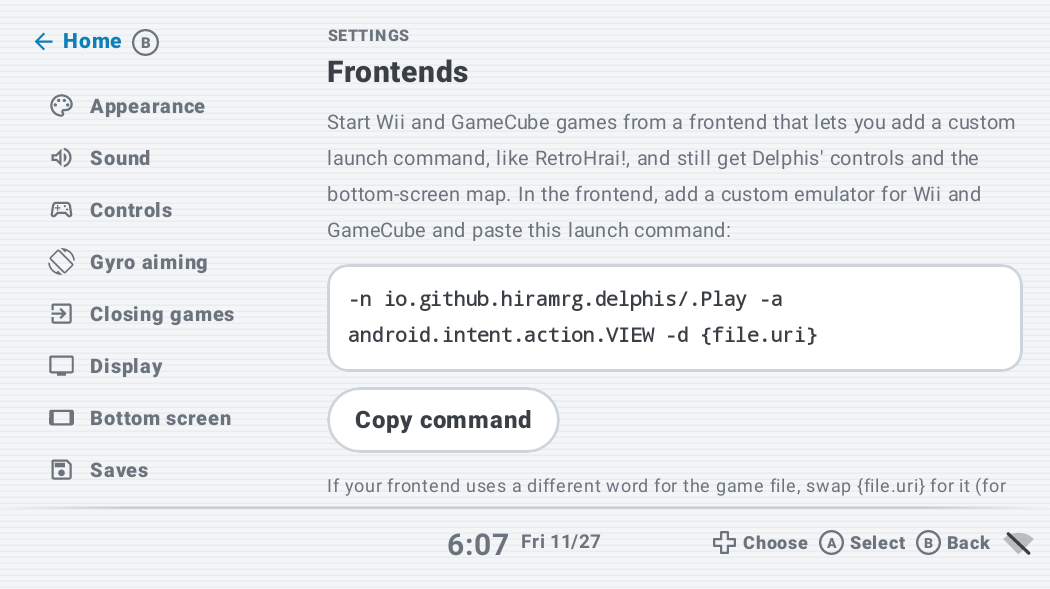 Home B
Appearance
Sound
Controls
Gyro aiming
Closing games
Display
Bottom screen
Saves
SETTINGS
Frontends
Start Wii and GameCube games from a frontend that lets you add a custom
launch command, like RetroHrai!, and still get Delphis' controls and the
bottom-screen map. In the frontend, add a custom emulator for Wii and
GameCube and paste this launch command:
-n io.github.hiramrg.delphis/.Play -a
android.intent.action.VIEW -d {file.uri}
Copy command
If your frontend uses a different word for the game file, swap {file.uri} for it (for
6:07 Fri 11/27
Choose A Select B Back